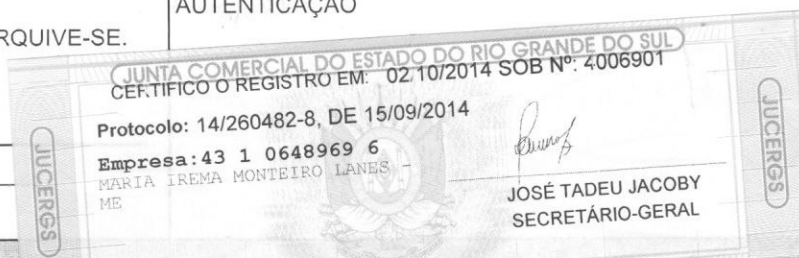 AUTENTICAÇÃO
RQUIVE-SE.
JUNTA COMERCIAL DO ESTADO DO RIO GRANDE DO SUL
CERTIFICO O REGISTRO EM: 02/10/2014 SOB Nº: 4006901
Protocolo: 14/260482-8, DE 15/09/2014
Empresa:43 1 0648969 6
MARIA IREMA MONTEIRO LANES -
ME
JOSÉ TADEU JACOBY
SECRETÁRIO-GERAL
JUCERGS
JUCERGS